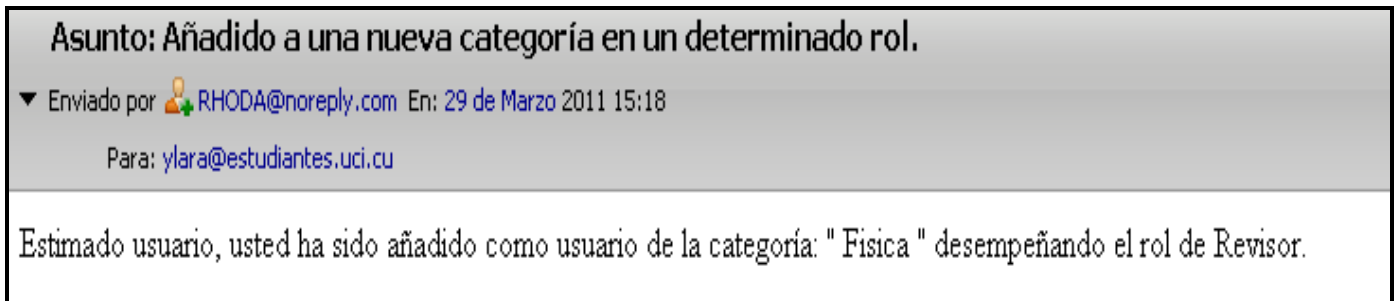 Asunto: Añadido a una nueva categoría en un determinado rol.
Enviado por RHODA@noreply.com En: 29 de Marzo 2011 15:18
Para: ylara@estudiantes.uci.cu
Estimado usuario, usted ha sido añadido como usuario de la categoría: " Fisica " desempeñando el rol de Revisor.